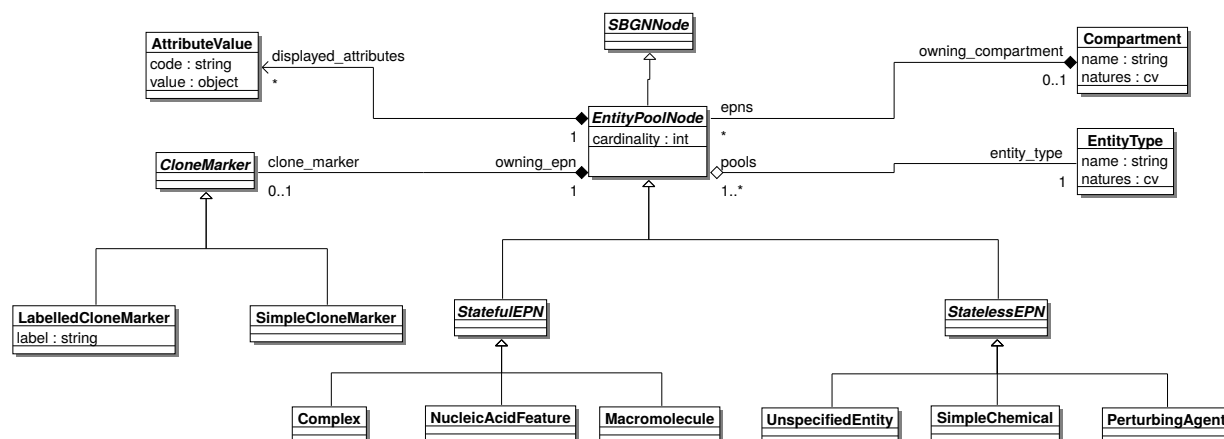 SBGNNode
AttributeValue
code : string
value : object
displayed_attributes
*
1
owning_compartment
0..1
Compartment
name : string
natures : cv
EntityPoolNode
cardinality : int
epns
*
CloneMarker
clone_marker
0..1
owning_epn
1
pools
1..*
entity_type
1
EntityType
name : string
natures : cv
LabelledCloneMarker
label : string
SimpleCloneMarker
StatefulEPN
StatelessEPN
Complex
NucleicAcidFeature
Macromolecule
UnspecifiedEntity
SimpleChemical
PerturbingAgent